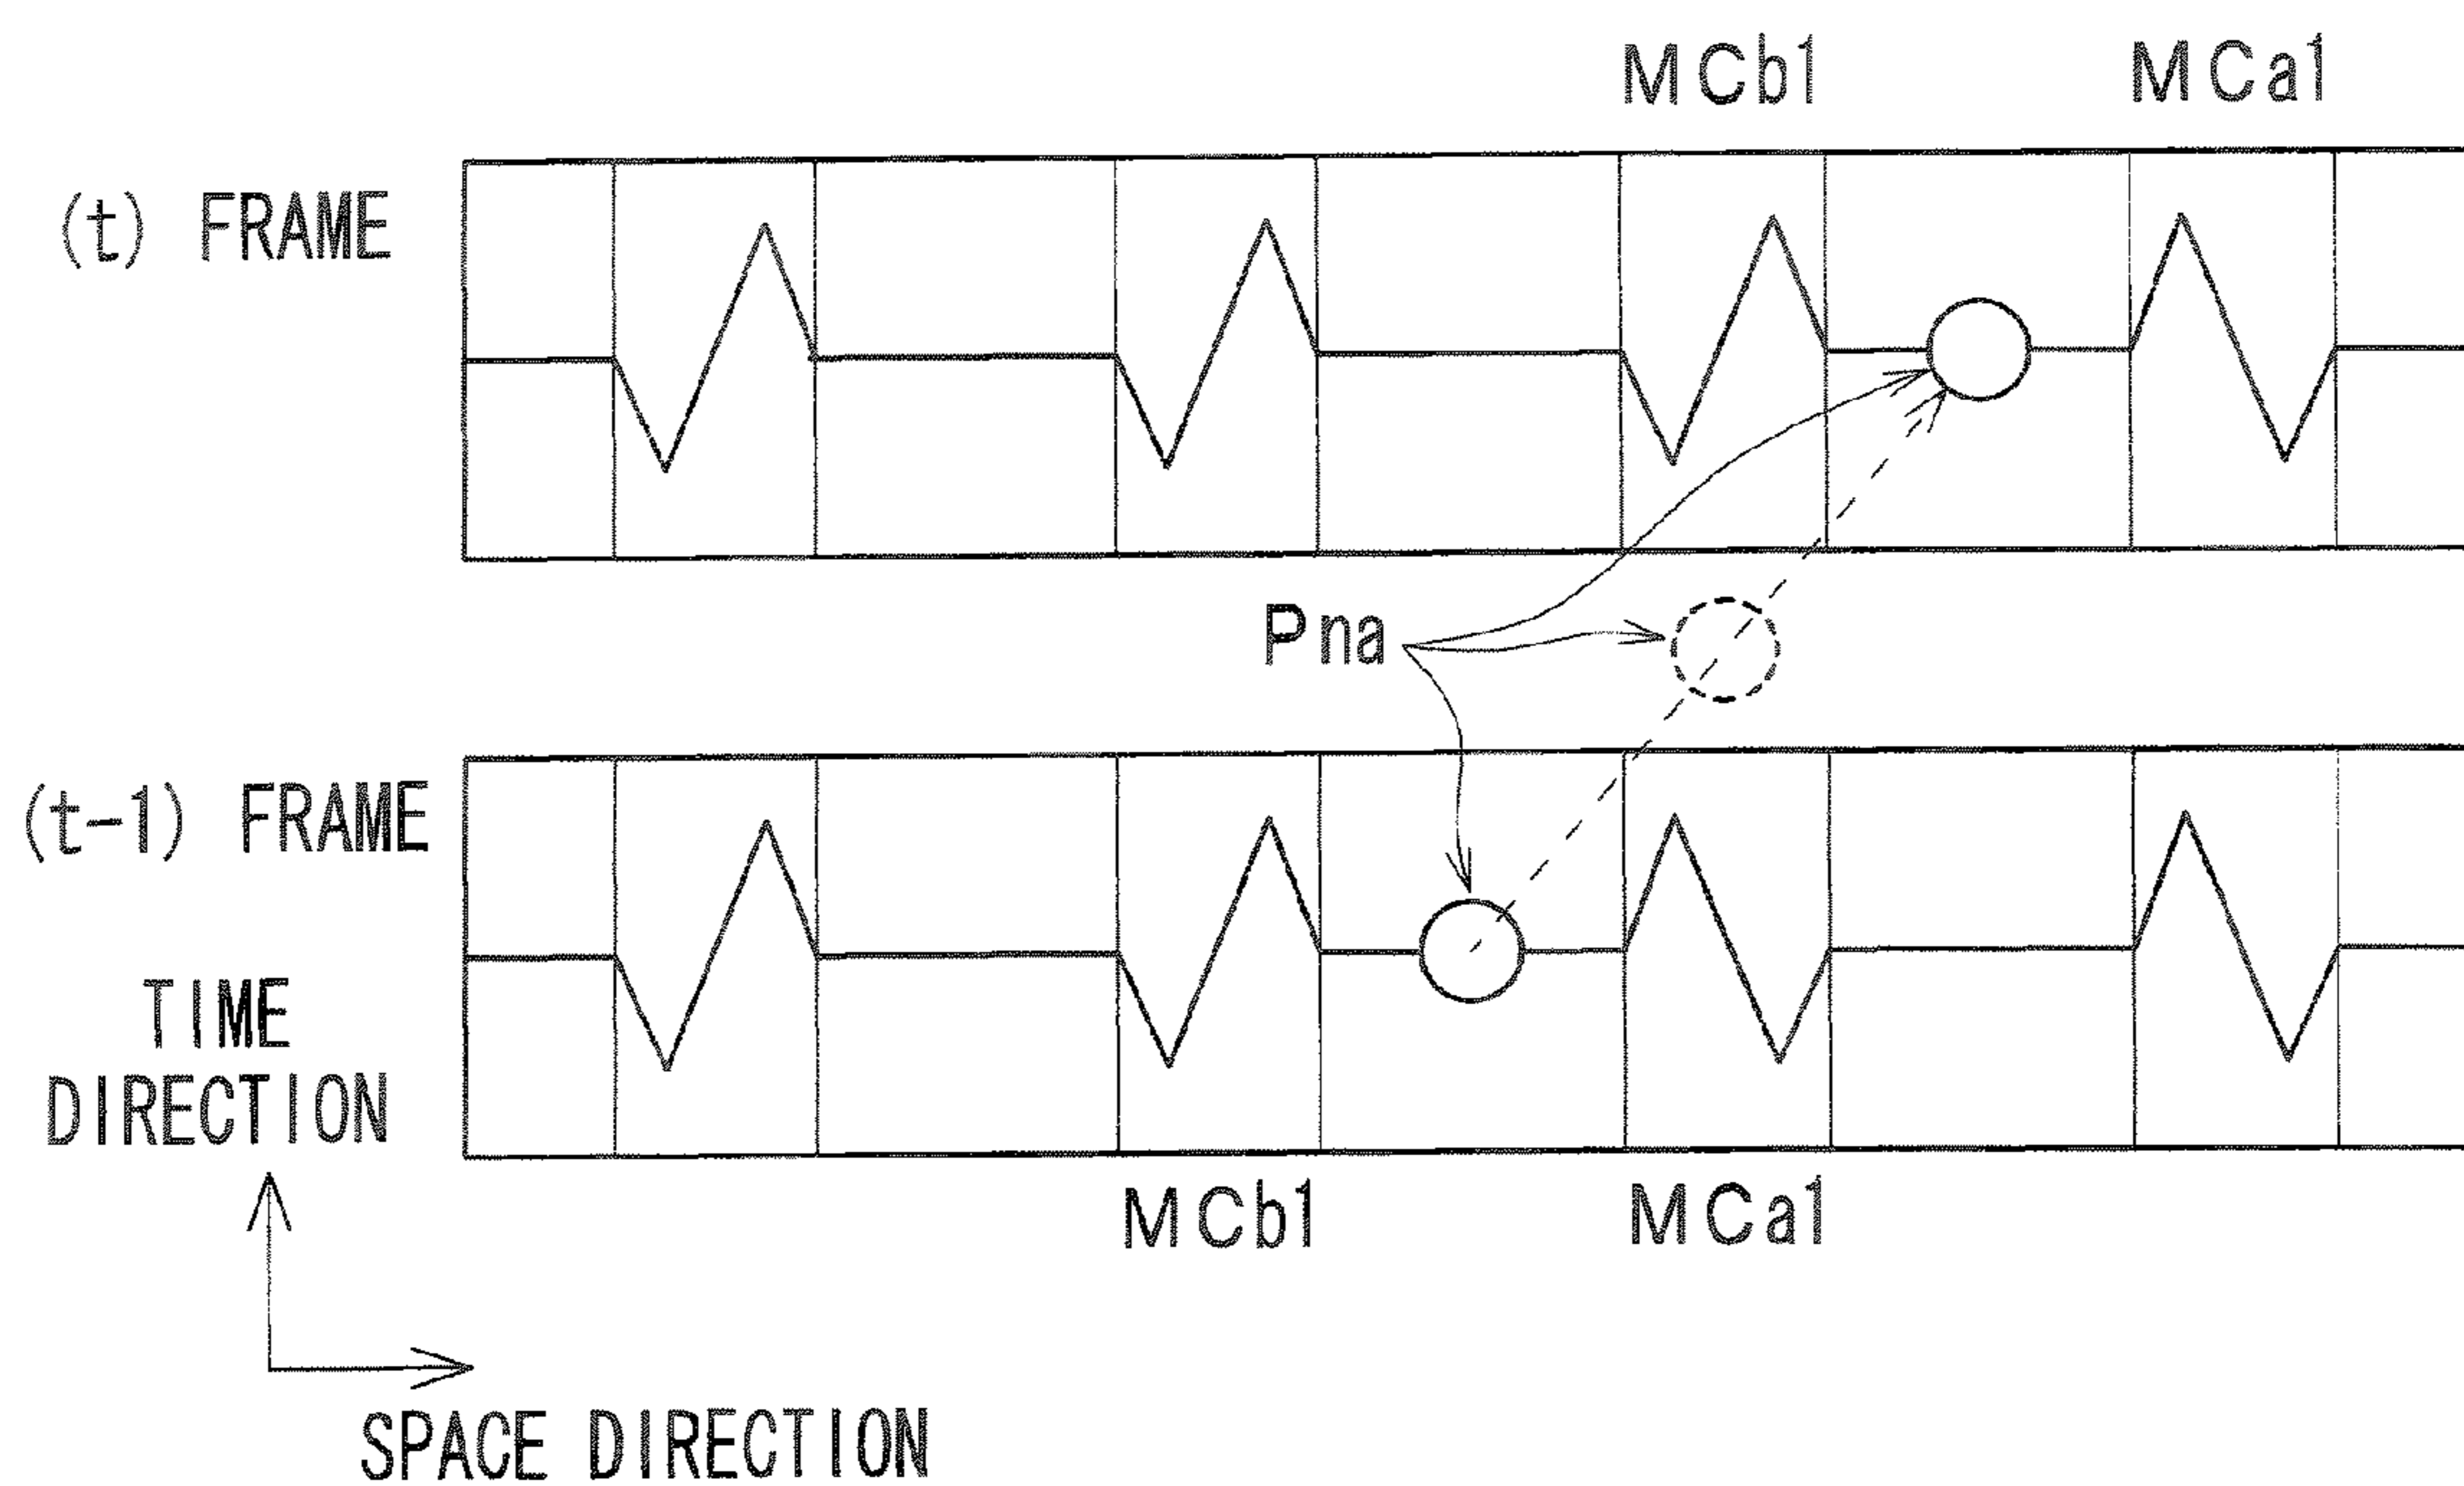 MCb1 MCa1
(t) FRAME
Pna
(t-1) FRAME
TIME
DIRECTION
MCb1 MCa1
SPACE DIRECTION